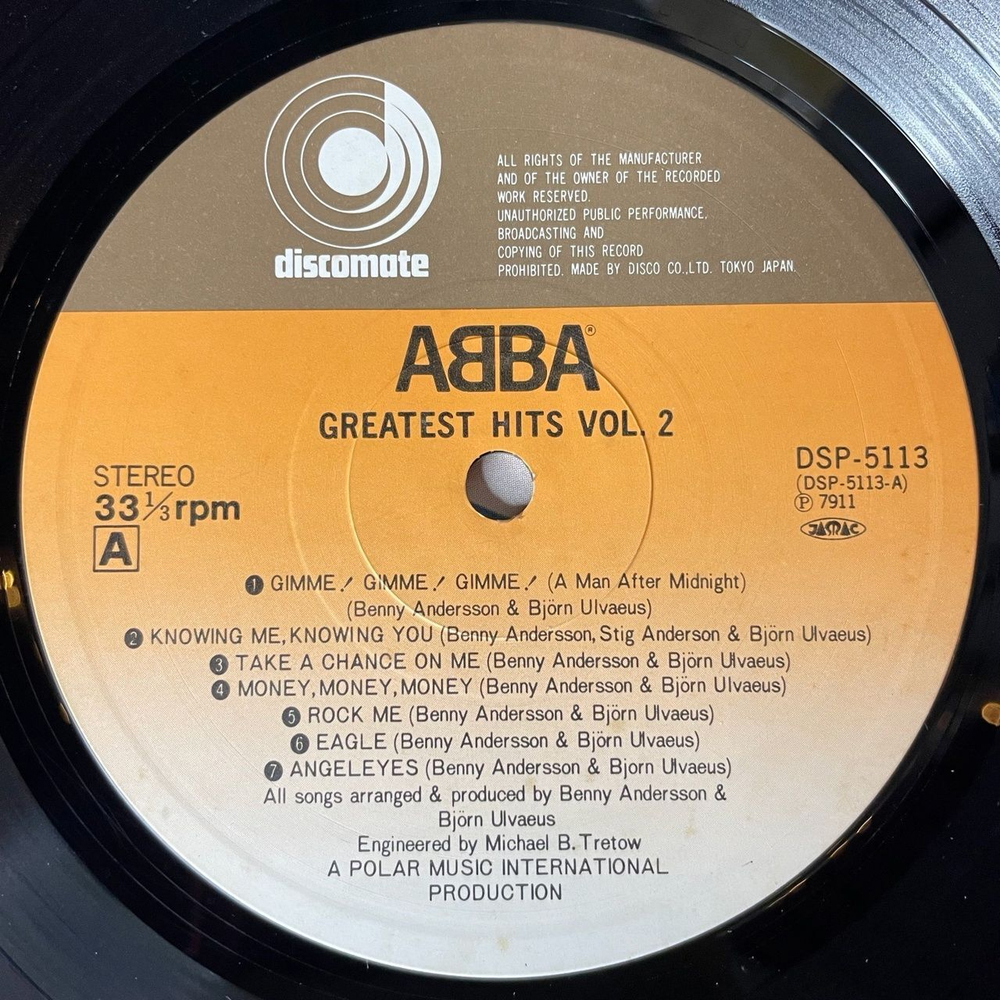 discomate
ALL RIGHTS OF THE MANUFACTURER
AND OF THE OWNER OF THE RECORDED
WORK RESERVED.
UNAUTHORIZED PUBLIC PERFORMANCE,
BROADCASTING AND
COPYING OF THIS RECORD
PROHIBITED. MADE BY DISCO CO.,LTD. TOKYO JAPAN.
ABBA®
GREATEST HITS VOL. 2
STEREO
33 1/3 rpm
A
DSP-5113
(DSP-5113-A)
Ⓟ 7911
JASRAC
❶ GIMME! GIMME! GIMME! (A Man After Midnight)
(Benny Andersson & Björn Ulvaeus)
❷ KNOWING ME, KNOWING YOU (Benny Andersson, Stig Anderson & Björn Ulvaeus)
❸ TAKE A CHANCE ON ME (Benny Andersson & Björn Ulvaeus)
❹ MONEY, MONEY, MONEY (Benny Andersson & Björn Ulvaeus)
❺ ROCK ME (Benny Andersson & Björn Ulvaeus)
❻ EAGLE (Benny Andersson & Björn Ulvaeus)
❼ ANGELEYES (Benny Andersson & Bjorn Ulvaeus)
All songs arranged & produced by Benny Andersson &
Björn Ulvaeus
Engineered by Michael B. Tretow
A POLAR MUSIC INTERNATIONAL
PRODUCTION